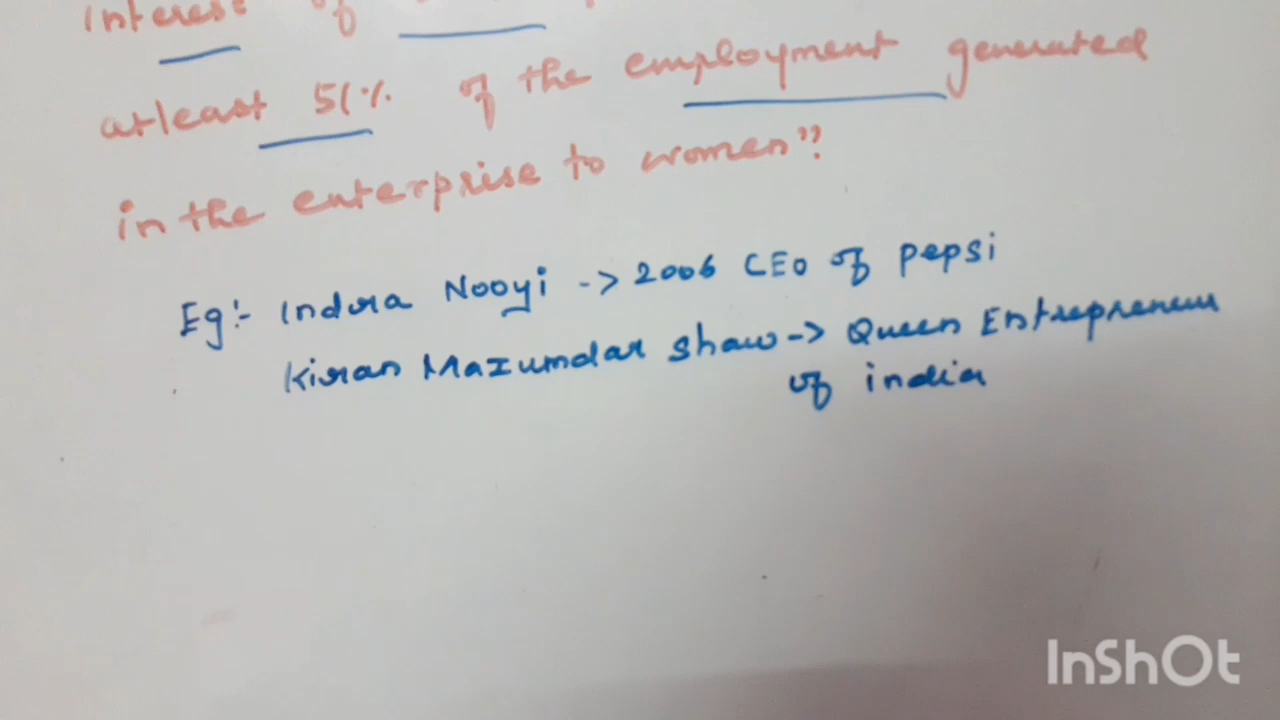 interest of
atleast 51% of the employment generated
in the enterprise to women"
Eg:- Indra Nooyi -> 2006 CEO of pepsi
Kiran Mazumdar Shaw -> Queen Entrepreneur
of india
InShOt